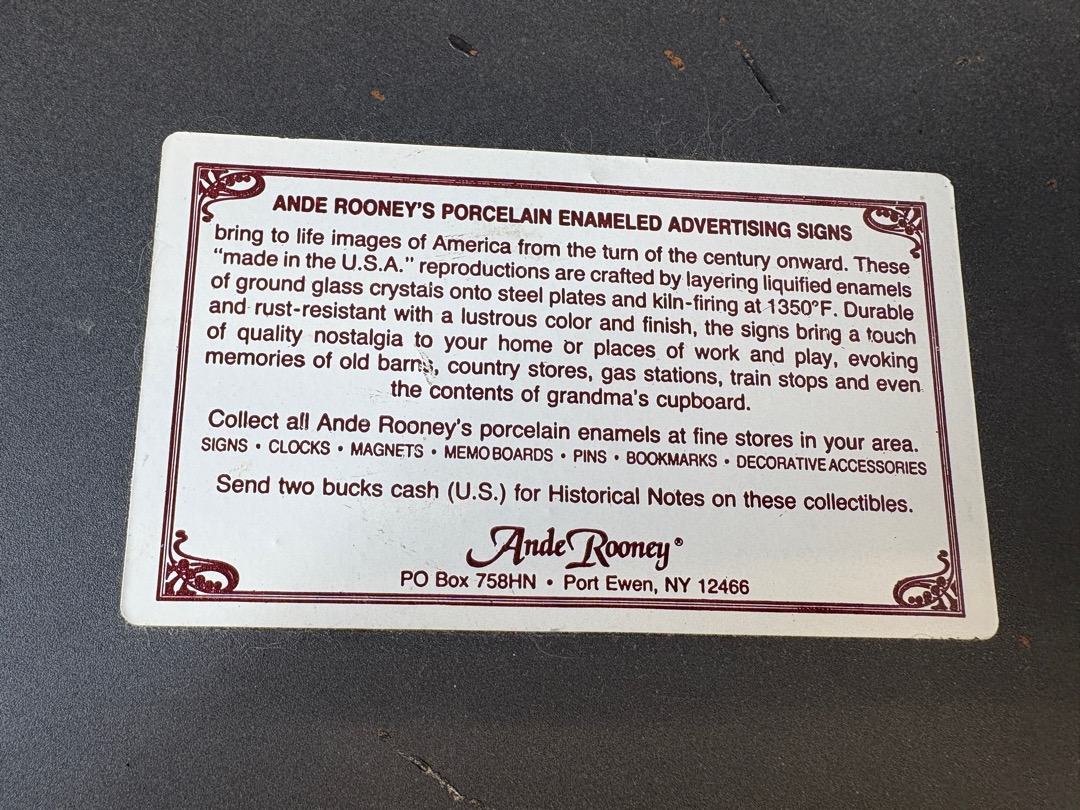 ANDE ROONEY'S PORCELAIN ENAMELED ADVERTISING SIGNS
bring to life images of America from the turn of the century onward. These
"made in the U.S.A." reproductions are crafted by layering liquified enamels
of ground glass crystals onto steel plates and kiln-firing at 1350°F. Durable
and rust-resistant with a lustrous color and finish, the signs bring a touch
of quality nostalgia to your home or places of work and play, evoking
memories of old barns, country stores, gas stations, train stops and even
the contents of grandma's cupboard.
Collect all Ande Rooney's porcelain enamels at fine stores in your area.
SIGNS • CLOCKS • MAGNETS • MEMO BOARDS • PINS • BOOKMARKS • DECORATIVE ACCESSORIES
Send two bucks cash (U.S.) for Historical Notes on these collectibles.
Ande Rooney®
PO Box 758HN • Port Ewen, NY 12466